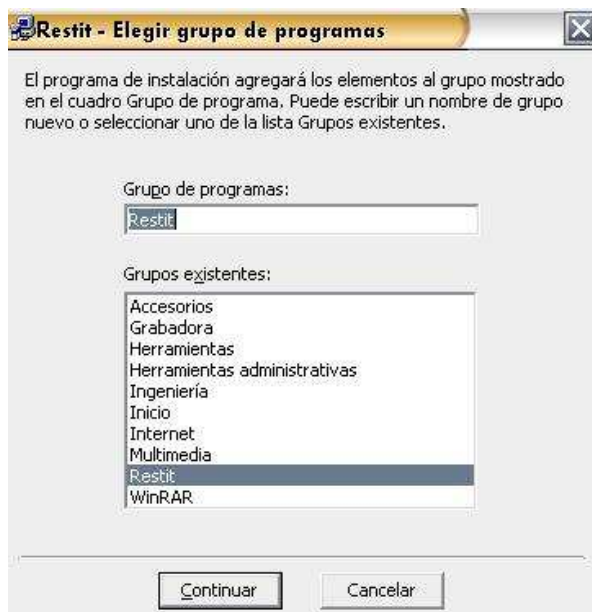 Restit - Elegir grupo de programas
El programa de instalación agregará los elementos al grupo mostrado
en el cuadro Grupo de programa. Puede escribir un nombre de grupo
nuevo o seleccionar uno de la lista Grupos existentes.
Grupo de programas:
Restit
Grupos existentes:
Accesorios
Grabadora
Herramientas
Herramientas administrativas
Ingeniería
Inicio
Internet
Multimedia
Restit
WinRAR
Continuar
Cancelar